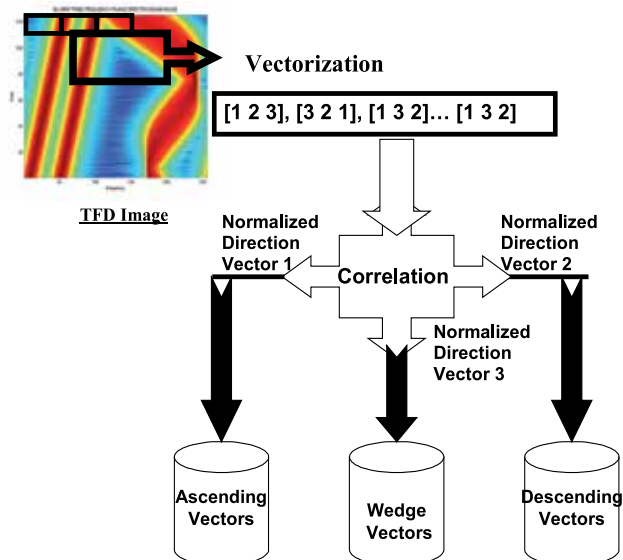 Vectorization
[1 2 3], [3 2 1], [1 3 2]... [1 3 2]
TFD Image
Normalized
Direction
Vector 1
Normalized
Direction
Vector 2
Correlation
Normalized
Direction
Vector 3
Ascending
Vectors
Wedge
Vectors
Descending
Vectors